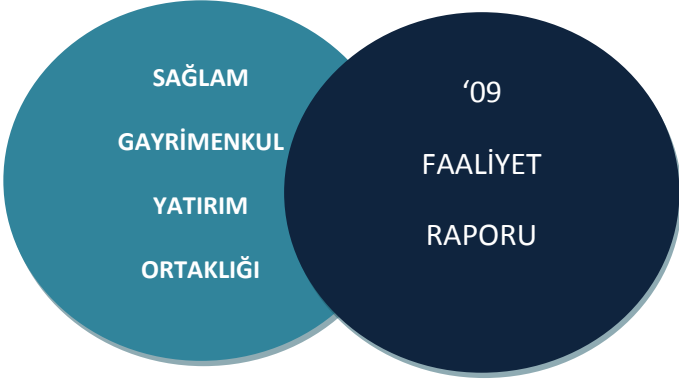 SAĞLAM
GAYRİMENKUL
YATIRIM
ORTAKLIĞI
‘09
FAALİYET
RAPORU